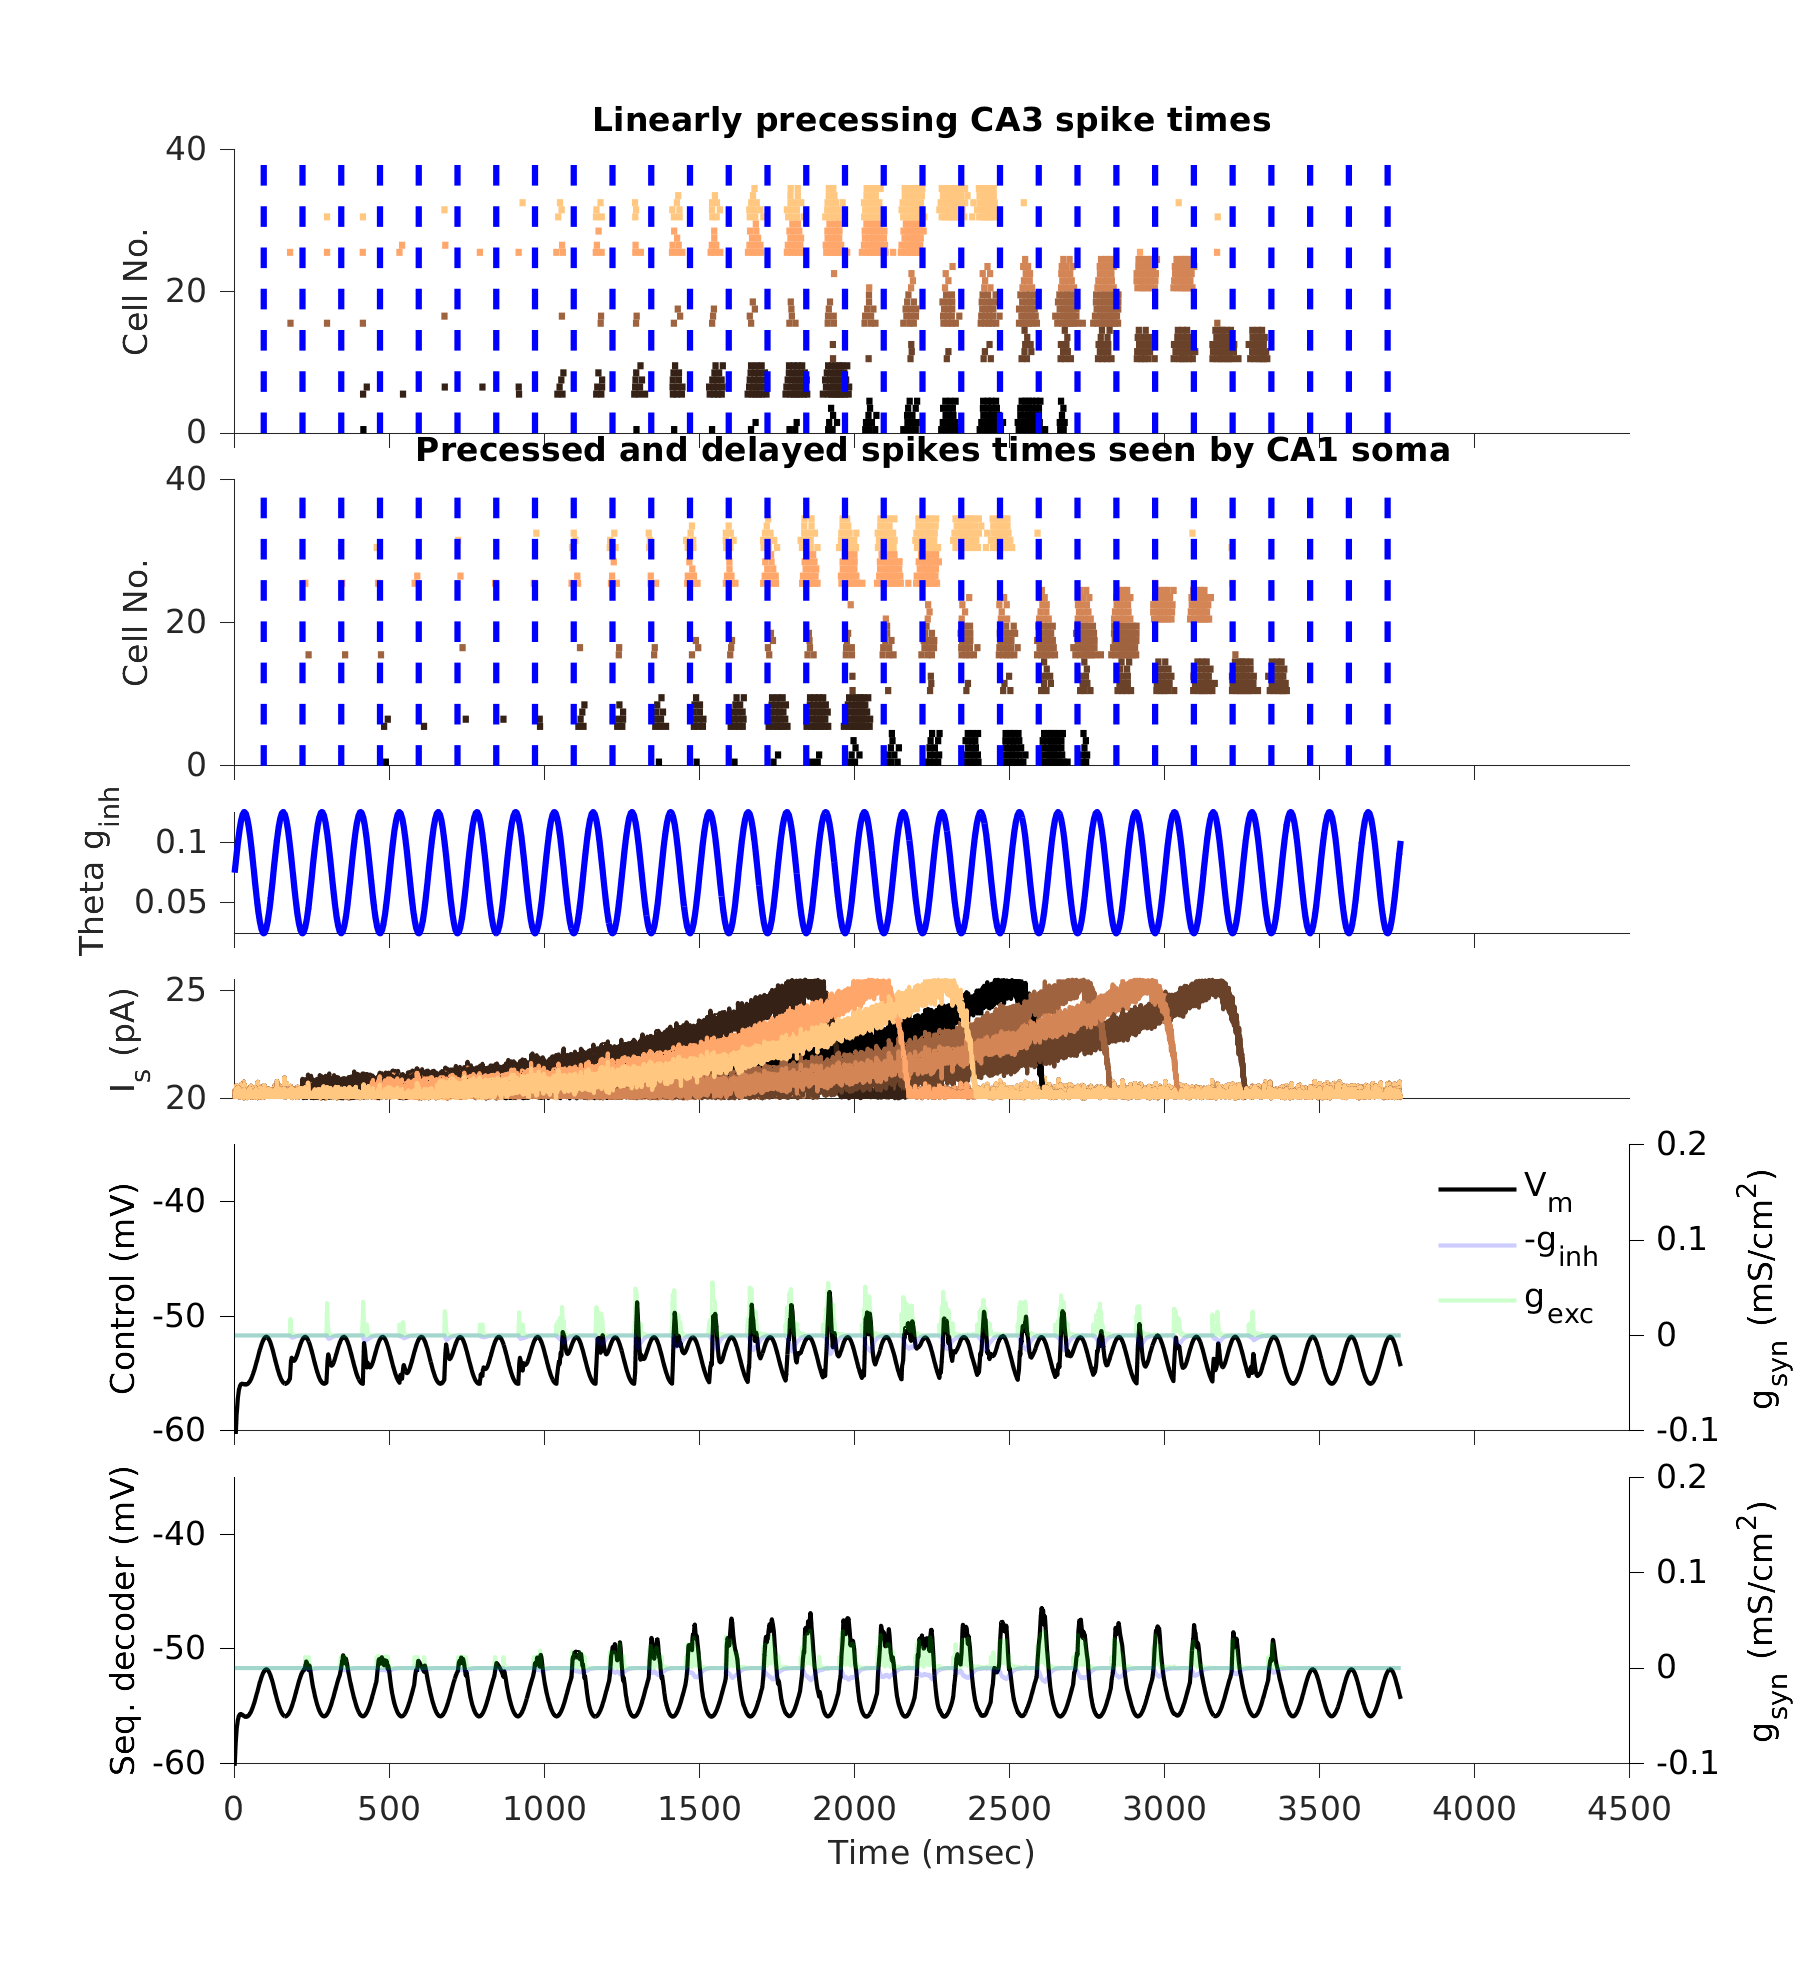 Linearly precessing CA3 spike times
40
20
0
Cell No.
Precessed and delayed spikes times seen by CA1 soma
40
20
0
Cell No.
0.1
0.05
Theta g_inh
25
20
I_s (pA)
-40
-50
-60
Control (mV)
V_m
-g_inh
g_exc
0.2
0.1
0
-0.1
g_syn (mS/cm^2)
-40
-50
-60
Seq. decoder (mV)
0.2
0.1
0
-0.1
g_syn (mS/cm^2)
0 500 1000 1500 2000 2500 3000 3500 4000 4500
Time (msec)